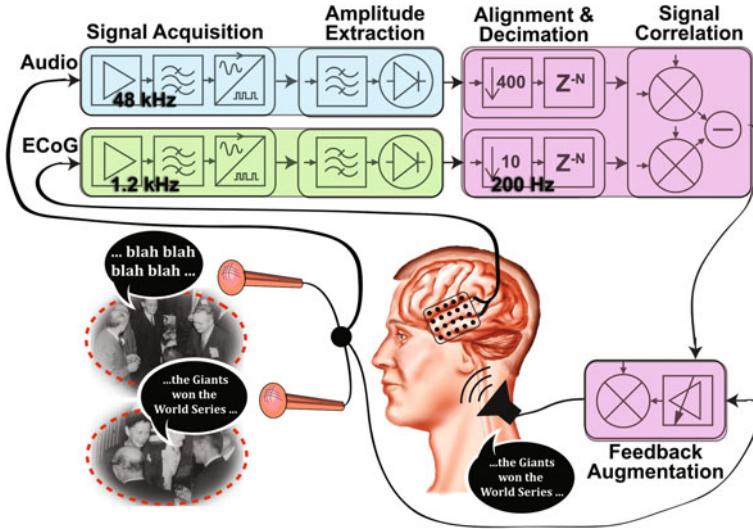 Signal Acquisition
Amplitude
Extraction
Alignment &
Decimation
Signal
Correlation
Audio
48 kHz
400
Z-N
ECoG
1.2 kHz
10
Z-N
200 Hz
... blah blah
blah blah ...
...the Giants
won the
World Series ...
...the Giants
won the
World Series ...
Feedback
Augmentation